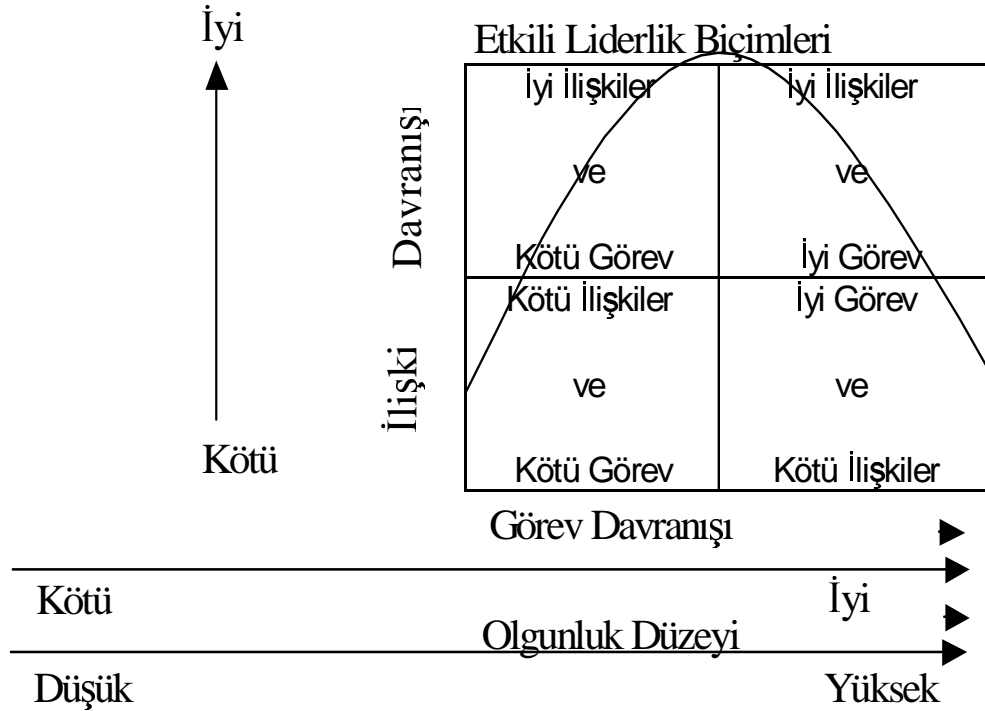 İyi
Etkili Liderlik Biçimleri
İyi İlişkiler İyi İlişkiler
ve ve
Kötü Görev İyi Görev
Kötü İlişkiler İyi Görev
ve ve
Kötü Görev Kötü İlişkiler
İlişki Davranışı
Kötü
Görev Davranışı
Kötü İyi
Olgunluk Düzeyi
Düşük Yüksek